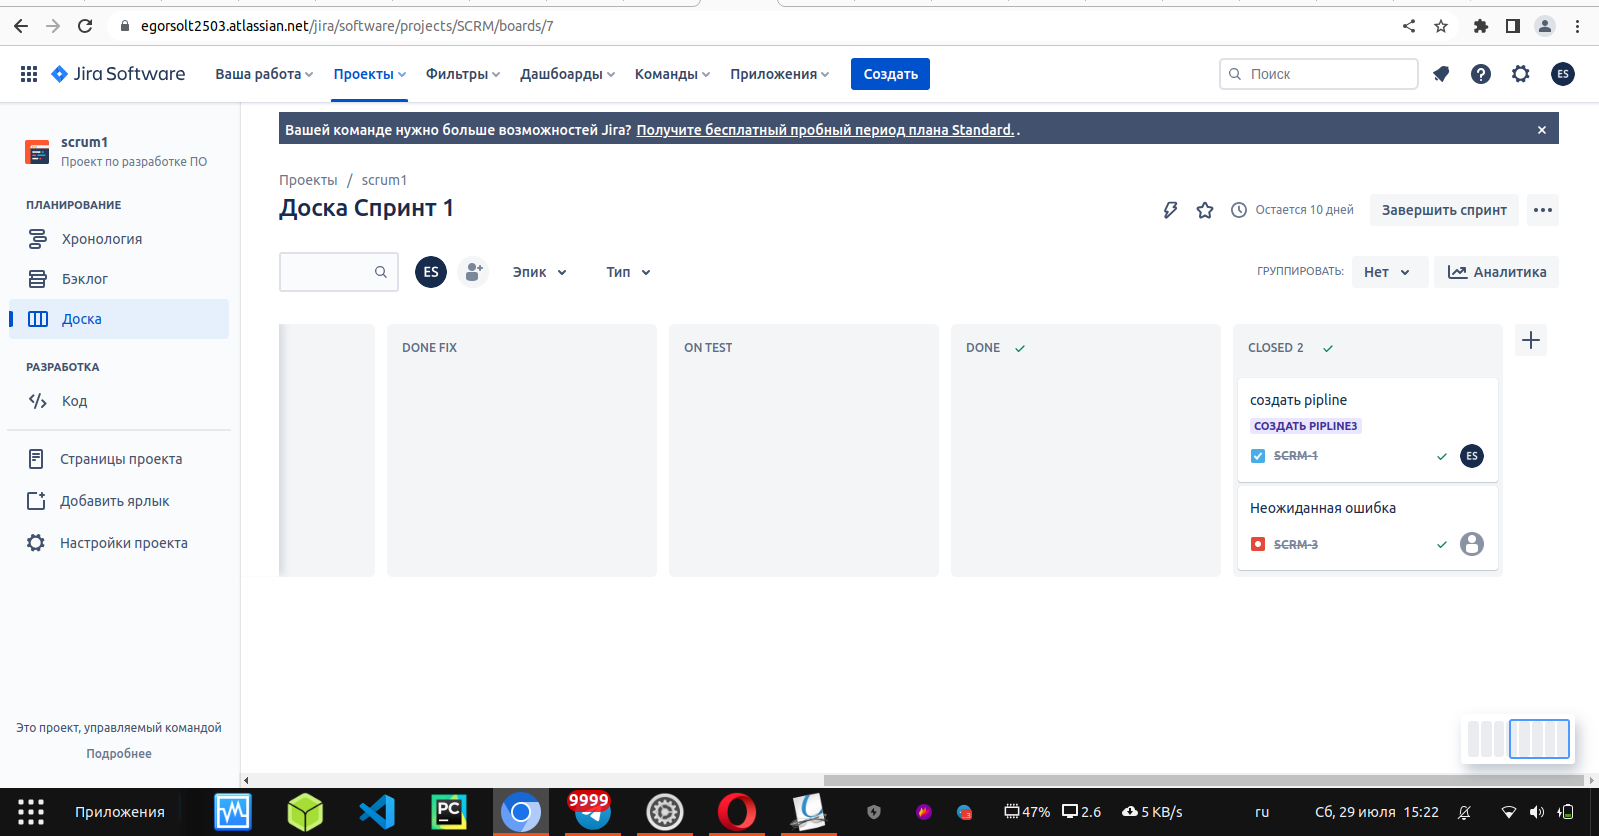 egorsolt2503.atlassian.net/jira/software/projects/SCRM/boards/7
Jira Software Ваша работа Проекты Фильтры Дашборды Команды Приложения Создать Поиск ES
Вашей команде нужно больше возможностей Jira? Получите бесплатный пробный период плана Standard. .
scrum1
Проект по разработке ПО
ПЛАНИРОВАНИЕ
Хронология
Бэклог
Доска
РАЗРАБОТКА
Код
Страницы проекта
Добавить ярлык
Настройки проекта
Это проект, управляемый командой
Подробнее
Проекты / scrum1
Доска Спринт 1
Остается 10 дней Завершить спринт
ES Эпик Тип ГРУППИРОВАТЬ: Нет Аналитика
DONE FIX ON TEST DONE CLOSED 2
создать pipline
СОЗДАТЬ PIPLINE3
SCRM-1 ES
Неожиданная ошибка
SCRM-3
Приложения PC 9999 3 47% 2.6 5 KB/s ru Сб, 29 июля 15:22